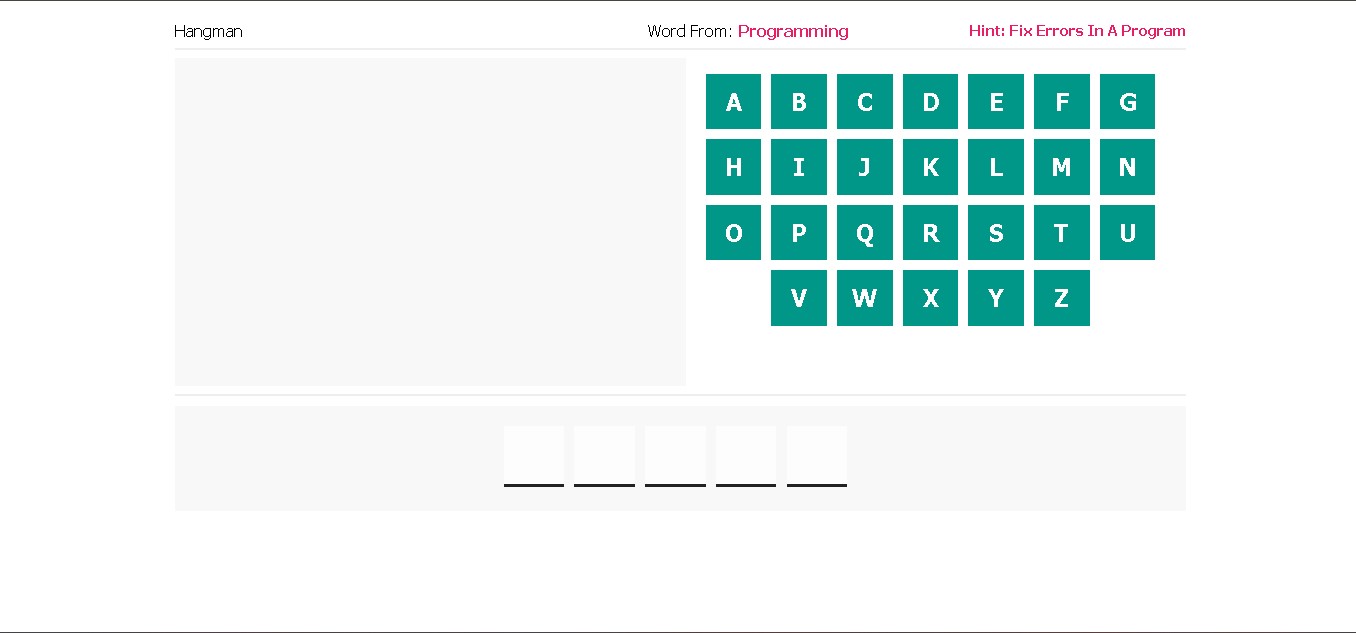 Hangman Word From: Programming Hint: Fix Errors In A Program
A B C D E F G
H I J K L M N
O P Q R S T U
V W X Y Z